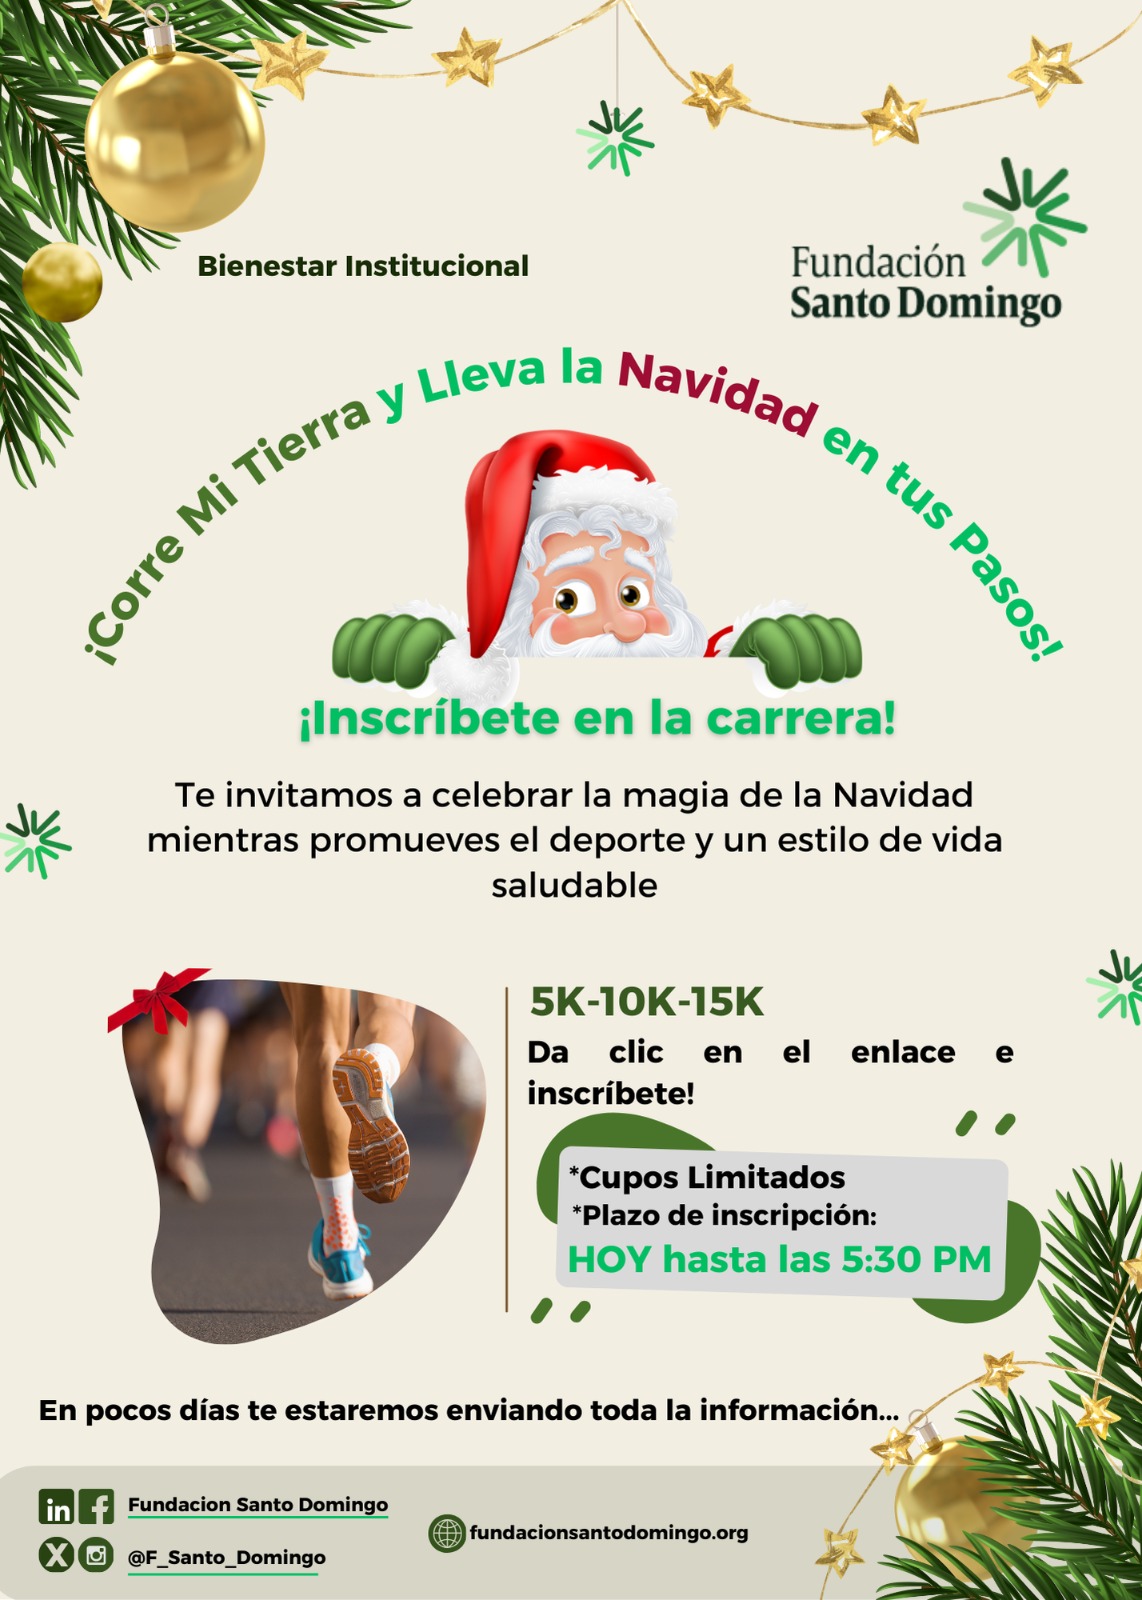 Bienestar Institucional
Fundación
Santo Domingo
¡Corre Mi Tierra y Lleva la Navidad en tus Pasos!
¡Inscríbete en la carrera!
Te invitamos a celebrar la magia de la Navidad
mientras promueves el deporte y un estilo de vida
saludable
5K-10K-15K
Da clic en el enlace e
inscríbete!
*Cupos Limitados
*Plazo de inscripción:
HOY hasta las 5:30 PM
En pocos días te estaremos enviando toda la información...
in f Fundacion Santo Domingo
X @F_Santo_Domingo
fundacionsantodomingo.org